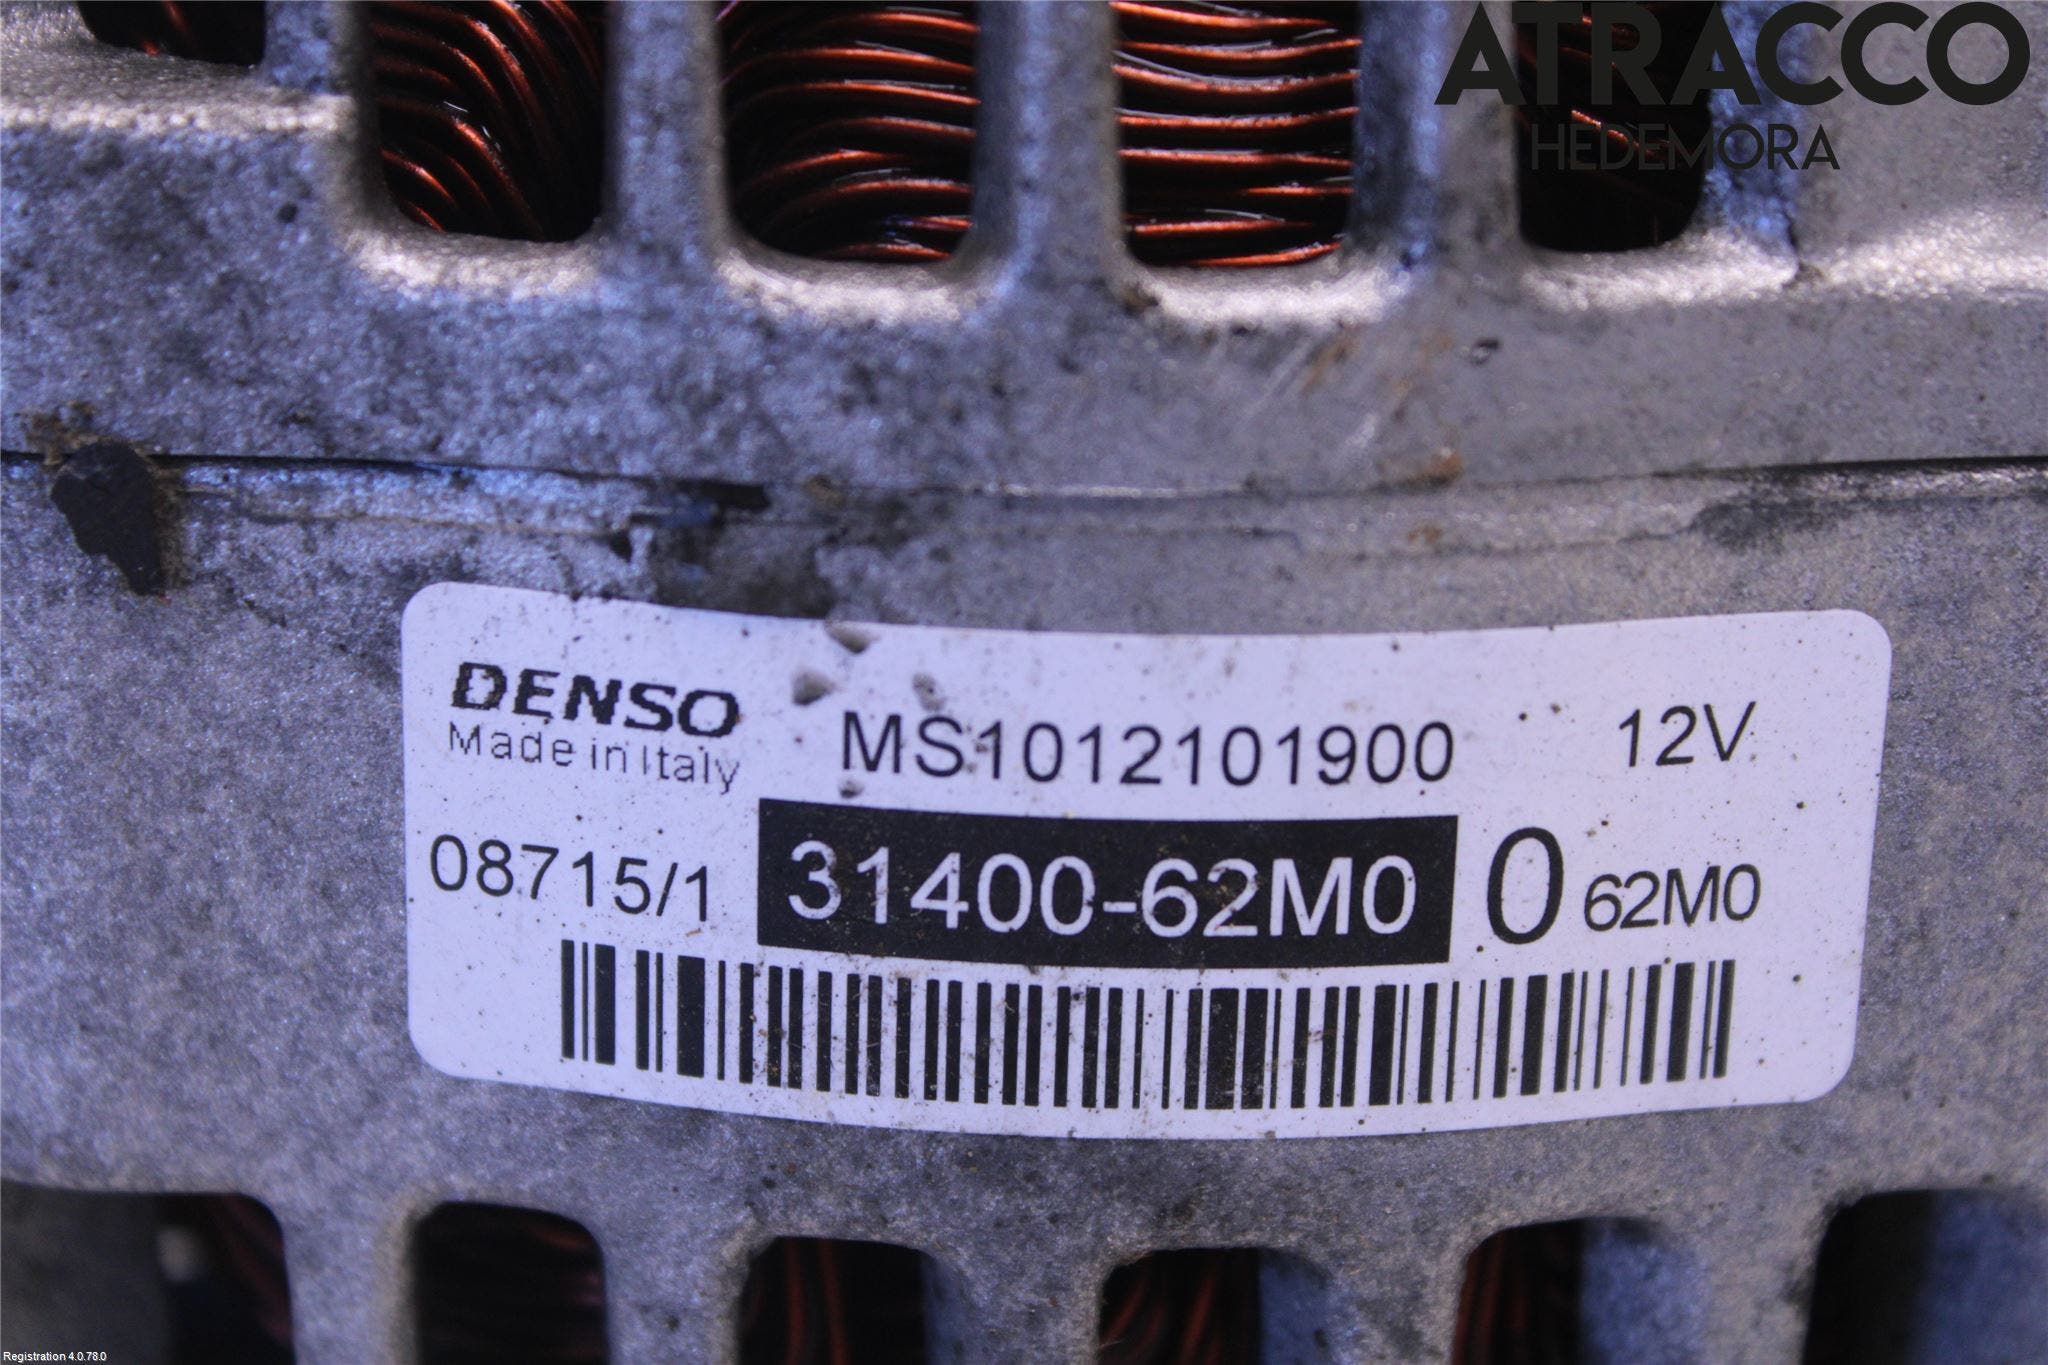 ATRACCO
HEDEMORA
DENSO
Made in Italy
MS1012101900
12V
08715/1
31400-62M0
0 62M0
Registration 4.0.78.0